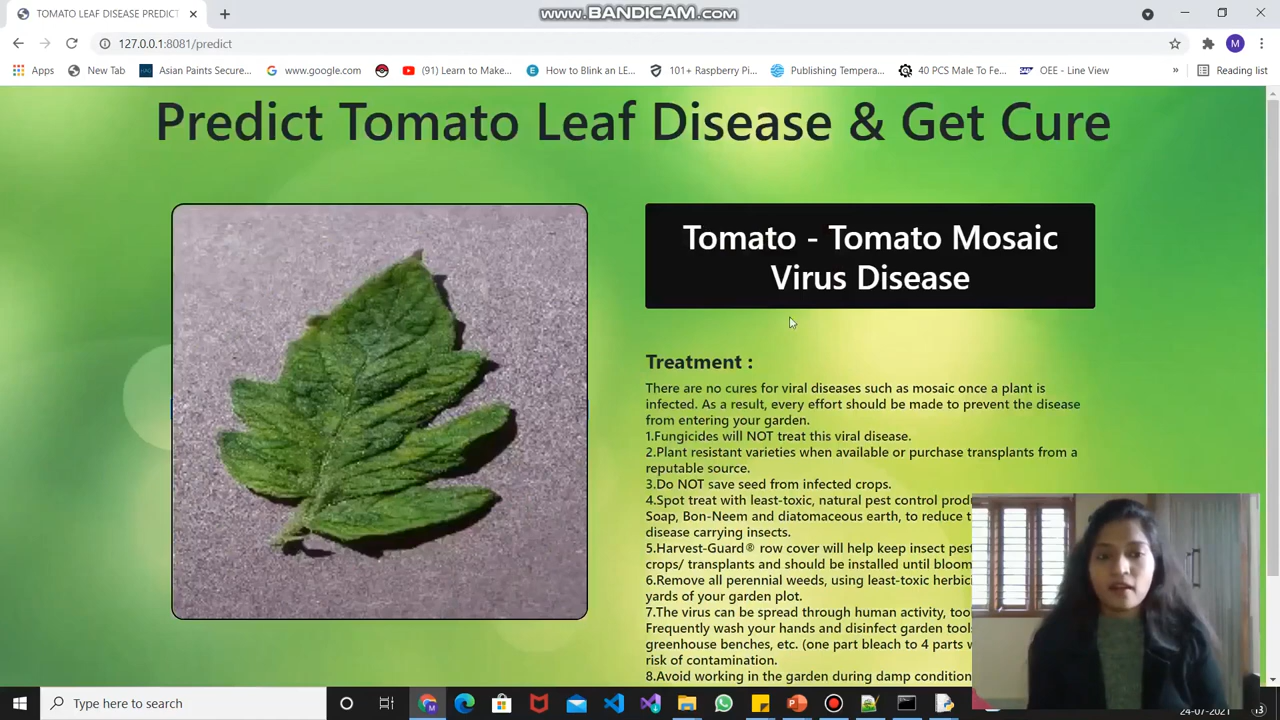 www.BANDICAM.com
TOMATO LEAF DISEASE PREDICT
127.0.0.1:8081/predict
M
Apps
New Tab
Asian Paints Secure...
www.google.com
(91) Learn to Make...
How to Blink an LE...
101+ Raspberry Pi...
Publishing Tempera...
40 PCS Male To Fe...
OEE - Line View
»
Reading list
Predict Tomato Leaf Disease & Get Cure
Tomato - Tomato Mosaic
Virus Disease
Treatment :
There are no cures for viral diseases such as mosaic once a plant is
infected. As a result, every effort should be made to prevent the disease
from entering your garden.
1.Fungicides will NOT treat this viral disease.
2.Plant resistant varieties when available or purchase transplants from a
reputable source.
3.Do NOT save seed from infected crops.
4.Spot treat with least-toxic, natural pest control prod
Soap, Bon-Neem and diatomaceous earth, to reduce t
disease carrying insects.
5.Harvest-Guard® row cover will help keep insect pes
crops/ transplants and should be installed until bloom
6.Remove all perennial weeds, using least-toxic herbic
yards of your garden plot.
7.The virus can be spread through human activity, too
Frequently wash your hands and disinfect garden tool
greenhouse benches, etc. (one part bleach to 4 parts
risk of contamination.
8.Avoid working in the garden during damp condition
Type here to search
24-07-2021
13